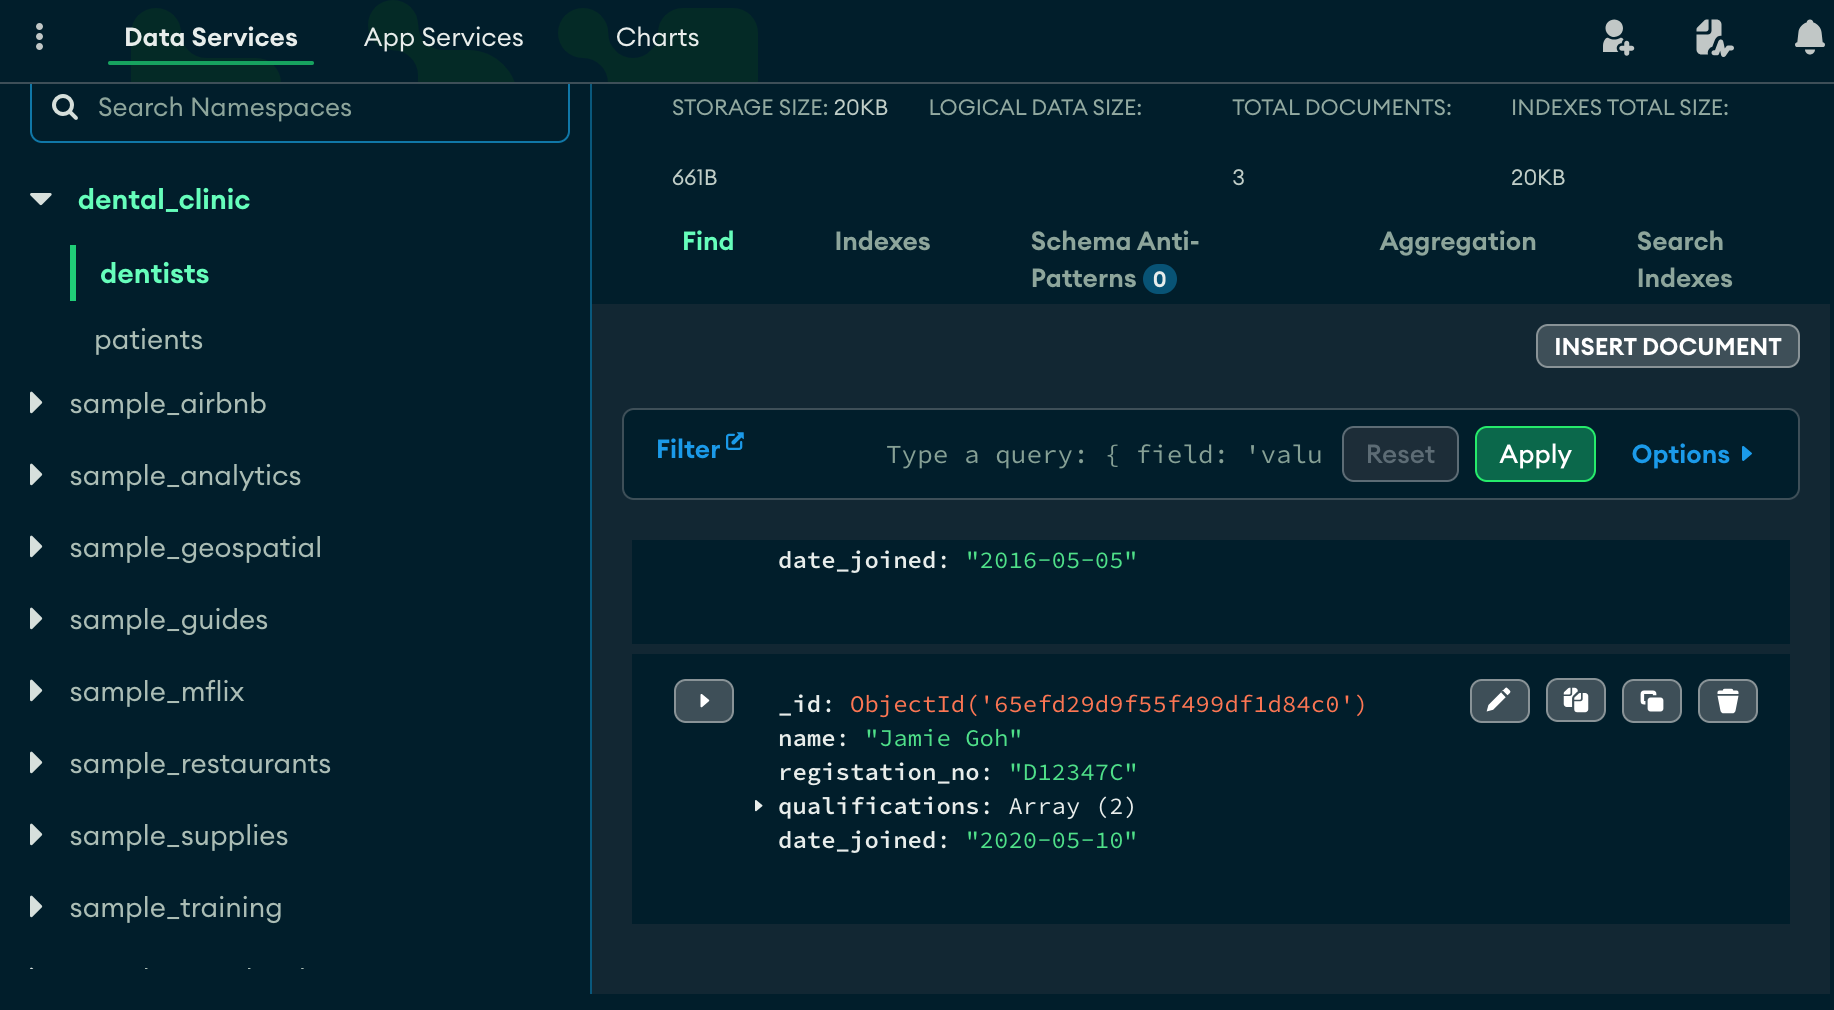 Data Services App Services Charts
Search Namespaces
dental_clinic
dentists
patients
sample_airbnb
sample_analytics
sample_geospatial
sample_guides
sample_mflix
sample_restaurants
sample_supplies
sample_training
STORAGE SIZE: 20KB LOGICAL DATA SIZE: TOTAL DOCUMENTS: INDEXES TOTAL SIZE:
661B 3 20KB
Find Indexes Schema Anti- Aggregation Search
Patterns 0 Indexes
INSERT DOCUMENT
Filter Type a query: { field: 'valu Reset Apply Options
date_joined: "2016-05-05"
_id: ObjectId('65efd29d9f55f499df1d84c0')
name: "Jamie Goh"
registation_no: "D12347C"
qualifications: Array (2)
date_joined: "2020-05-10"